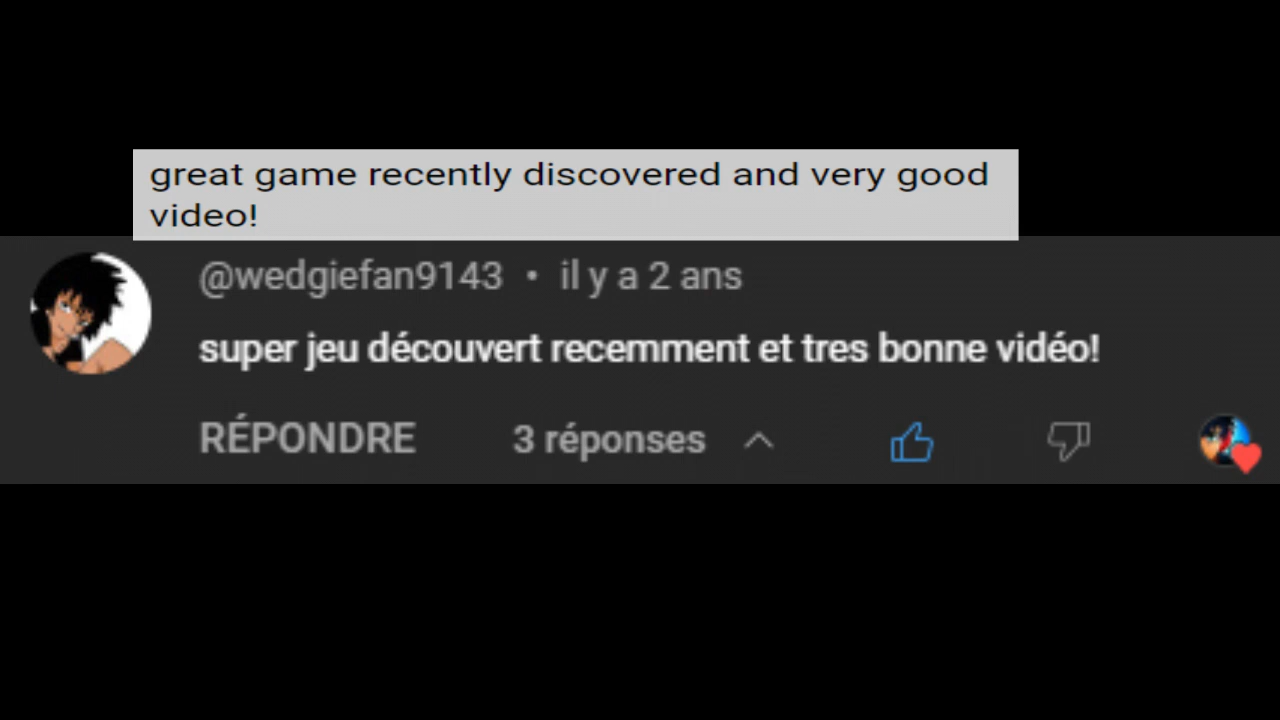 great game recently discovered and very good
video!
@wedgiefan9143 • il y a 2 ans
super jeu découvert recemment et tres bonne vidéo!
RÉPONDRE 3 réponses